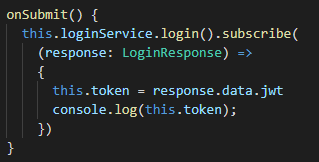 onSubmit() {
this.loginService.login().subscribe(
(response: LoginResponse) =>
{
this.token = response.data.jwt
console.log(this.token);
})
}